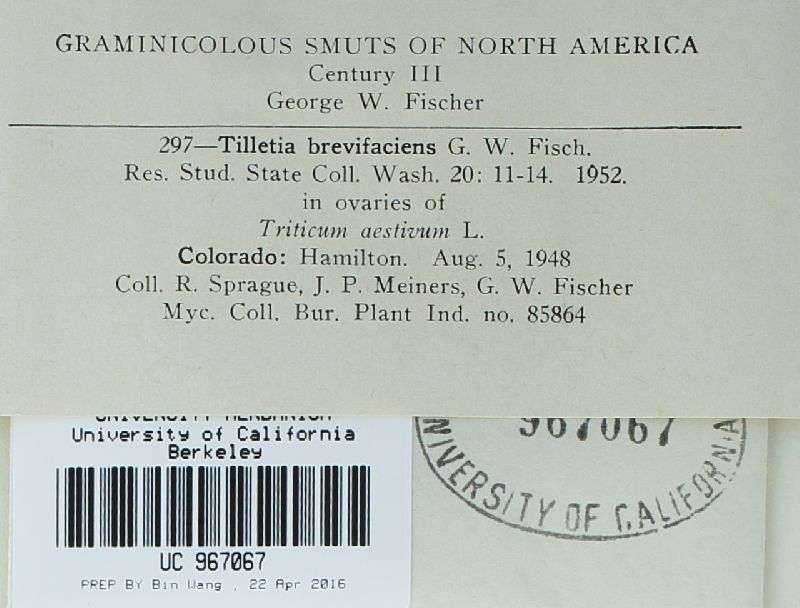 GRAMINICOLOUS SMUTS OF NORTH AMERICA
Century III
George W. Fischer
297—Tilletia brevifaciens G. W. Fisch.
Res. Stud. State Coll. Wash. 20: 11-14. 1952.
in ovaries of
Triticum aestivum L.
Colorado: Hamilton. Aug. 5, 1948
Coll. R. Sprague, J. P. Meiners, G. W. Fischer
Myc. Coll. Bur. Plant Ind. no. 85864
UNIVERSITY HERBARIUM
University of California
Berkeley
UC 967067
PREP BY Bin Wang , 22 Apr 2016
967067
UNIVERSITY OF CALIFORNIA